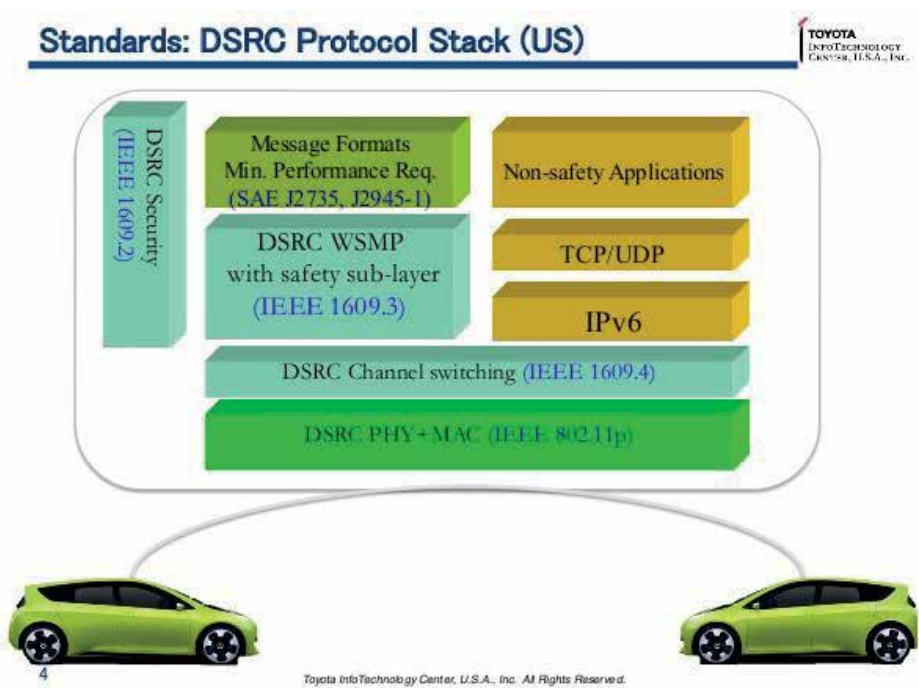 Standards: DSRC Protocol Stack (US)
TOYOTA
INFOTECHNOLOGY
CENTER, U.S.A., INC.
DSRC Security
(IEEE 1609.2)
Message Formats
Min. Performance Req.
(SAE J2735, J2945-1)
Non-safety Applications
DSRC WSMP
with safety sub-layer
(IEEE 1609.3)
TCP/UDP
IPv6
DSRC Channel switching (IEEE 1609.4)
DSRC PHY+MAC (IEEE 802.11p)
4
Toyota InfoTechnology Center, U.S.A., Inc. All Rights Reserved.